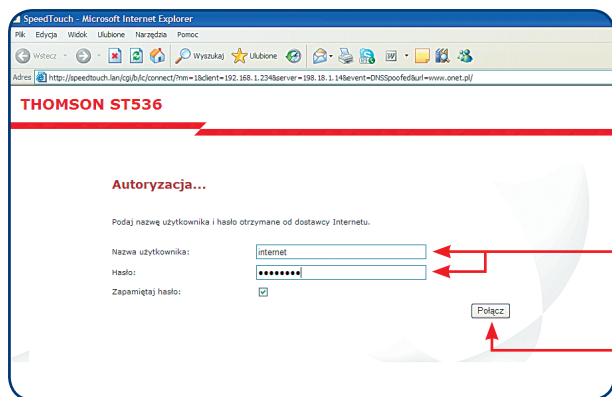 SpeedTouch - Microsoft Internet Explorer
Plik Edycja Widok Ulubione Narzędzia Pomoc
Wstecz Wyszukaj Ulubione
Adres http://speedtouch.lan/cgi/b/ic/connect/?nm=1&client=192.168.1.234&server=198.18.1.14&event=DNSSpoofed&url=www.onet.pl/
THOMSON ST536
Autoryzacja...
Podaj nazwę użytkownika i hasło otrzymane od dostawcy Internetu.
Nazwa użytkownika: internet
Hasło: ••••••••
Zapamiętaj hasło:
Połącz